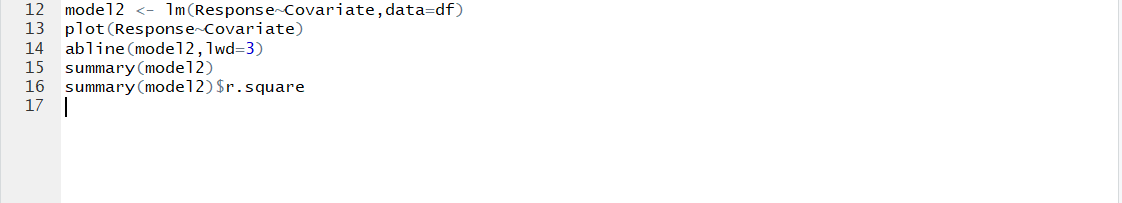 12 model2 <- lm(Response~Covariate,data=df)
13 plot(Response~Covariate)
14 abline(model2,lwd=3)
15 summary(model2)
16 summary(model2)$r.square
17